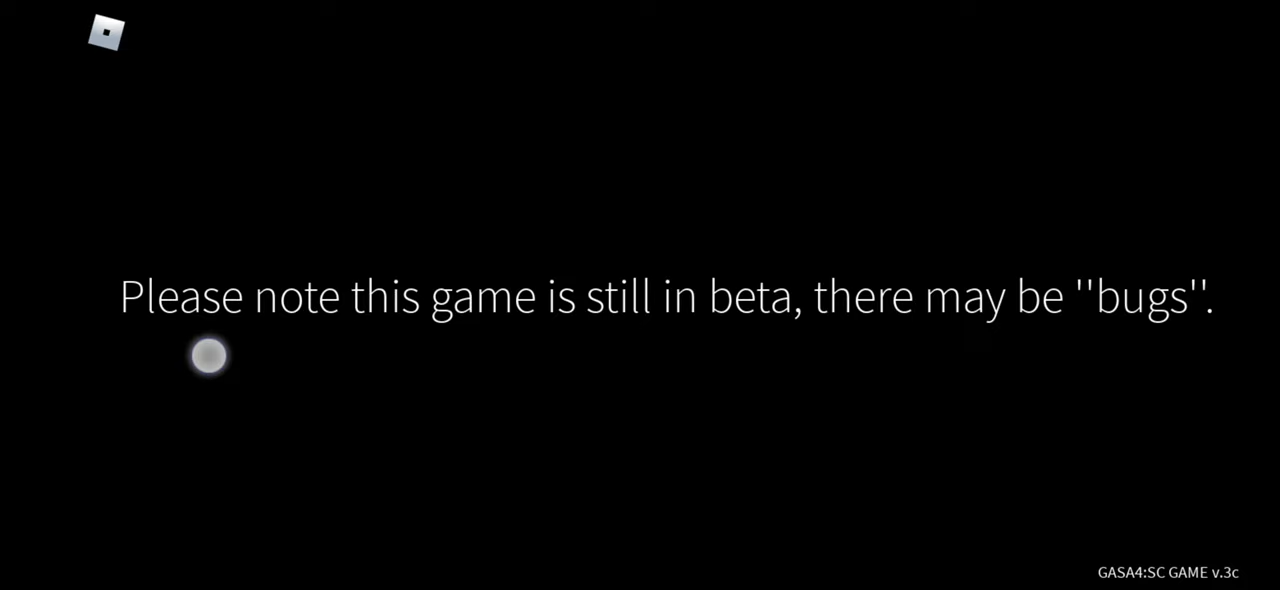 Please note this game is still in beta, there may be "bugs".
GASA4:SC GAME v.3c